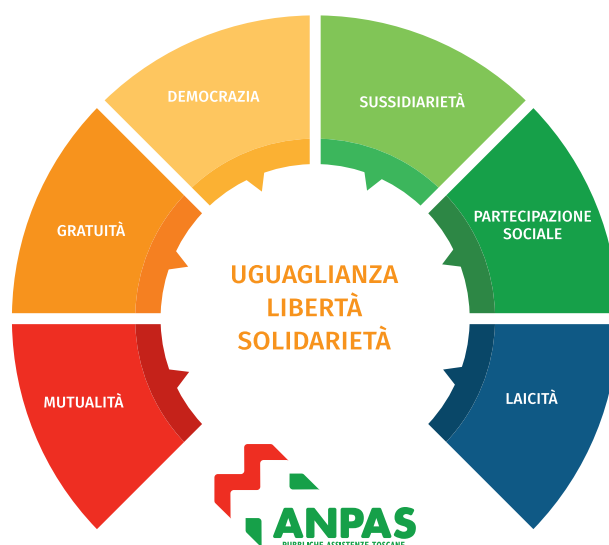 DEMOCRAZIA
SUSSIDIARIETÀ
GRATUITÀ
PARTECIPAZIONE
SOCIALE
UGUAGLIANZA
LIBERTÀ
SOLIDARIETÀ
MUTUALITÀ
LAICITÀ
ANPAS
PUBBLICHE ASSISTENZE TOSCANE